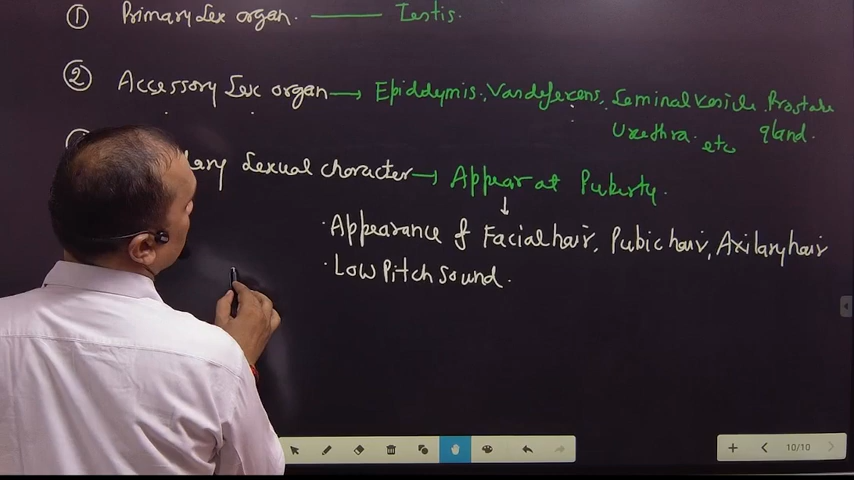 ① Primary Sex organ. —— Testis.
② Accessory Sex organ → Epiddymis, Vasdeferens, Seminal vesicle, Prostate
Urethra. etc gland.
dary Sexual character → Appear at Puberty.
↓
· Appearance of Facial hair, Pubic hair, Axilary hair
· Low Pitch Sound.
10/10